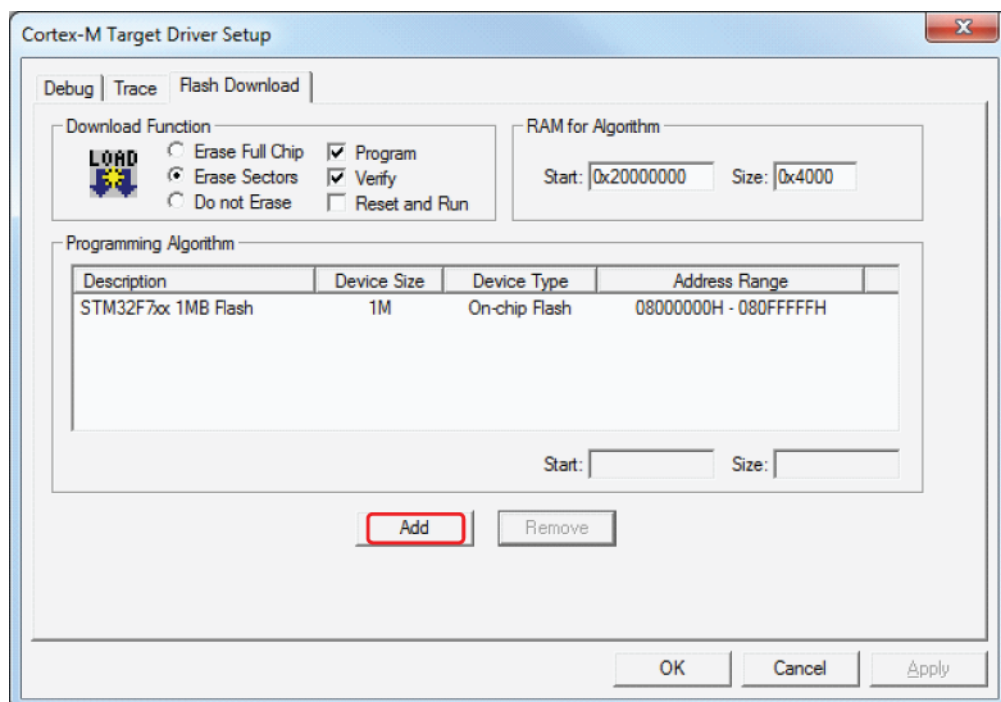 Cortex-M Target Driver Setup
Debug Trace Flash Download
Download Function
LOAD
Erase Full Chip
Program
Erase Sectors
Verify
Do not Erase
Reset and Run
RAM for Algorithm
Start: 0x20000000 Size: 0x4000
Programming Algorithm
Description Device Size Device Type Address Range
STM32F7xx 1MB Flash 1M On-chip Flash 08000000H - 080FFFFFH
Start: Size:
Add Remove
OK Cancel Apply